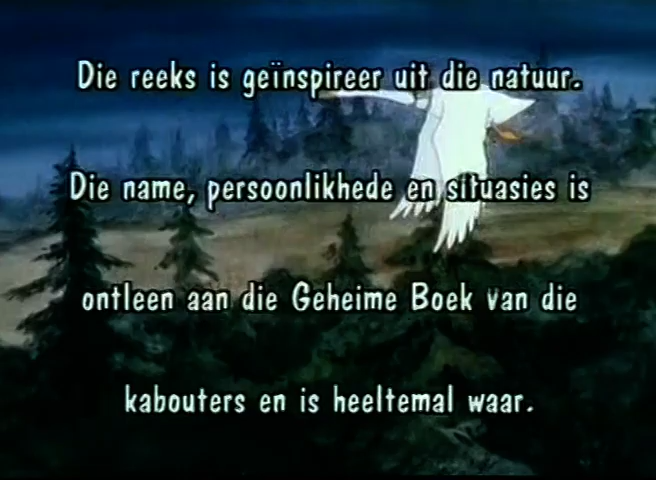 Die reeks is geïnspireer uit die natuur.
Die name, persoonlikhede en situasies is
ontleen aan die Geheime Boek van die
kabouters en is heeltemal waar.